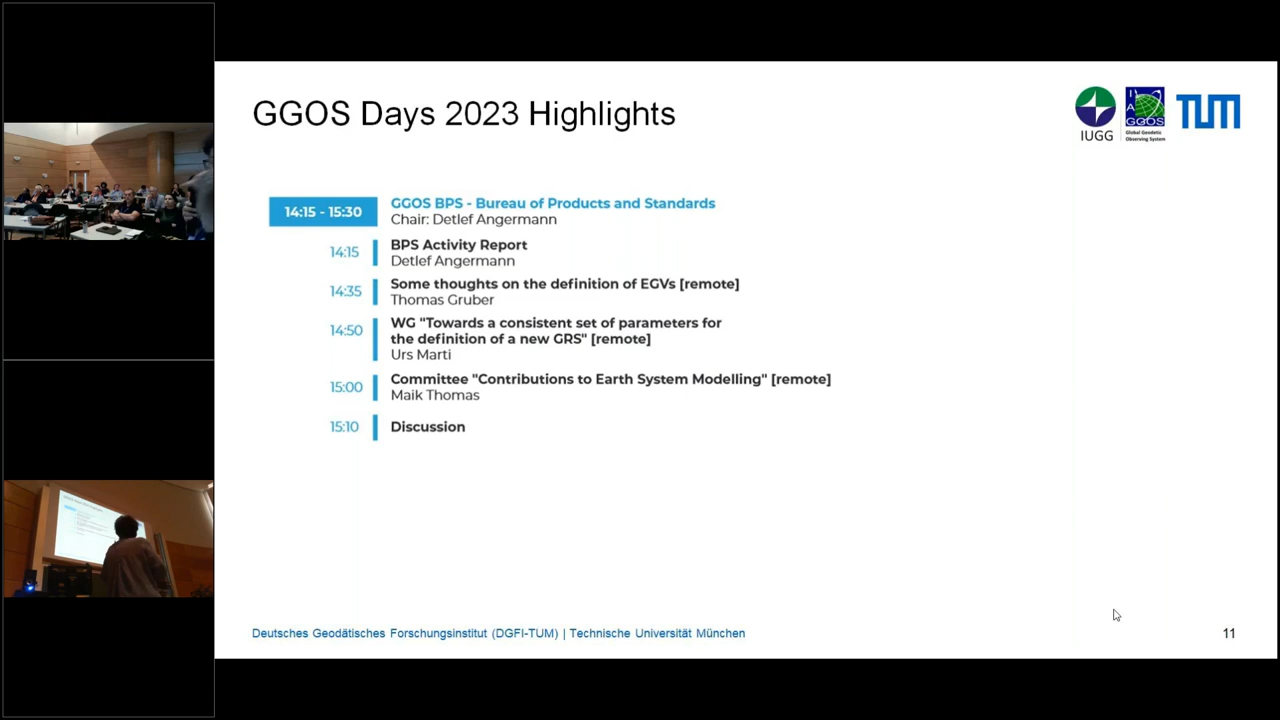 GGOS Days 2023 Highlights
IUGG
I
A
G
GGOS
Global Geodetic
Observing System
TUM
14:15 - 15:30
GGOS BPS - Bureau of Products and Standards
Chair: Detlef Angermann
14:15
BPS Activity Report
Detlef Angermann
14:35
Some thoughts on the definition of EGVs [remote]
Thomas Gruber
14:50
WG "Towards a consistent set of parameters for
the definition of a new GRS" [remote]
Urs Marti
15:00
Committee "Contributions to Earth System Modelling" [remote]
Maik Thomas
15:10
Discussion
Deutsches Geodätisches Forschungsinstitut (DGFI-TUM) | Technische Universität München
11